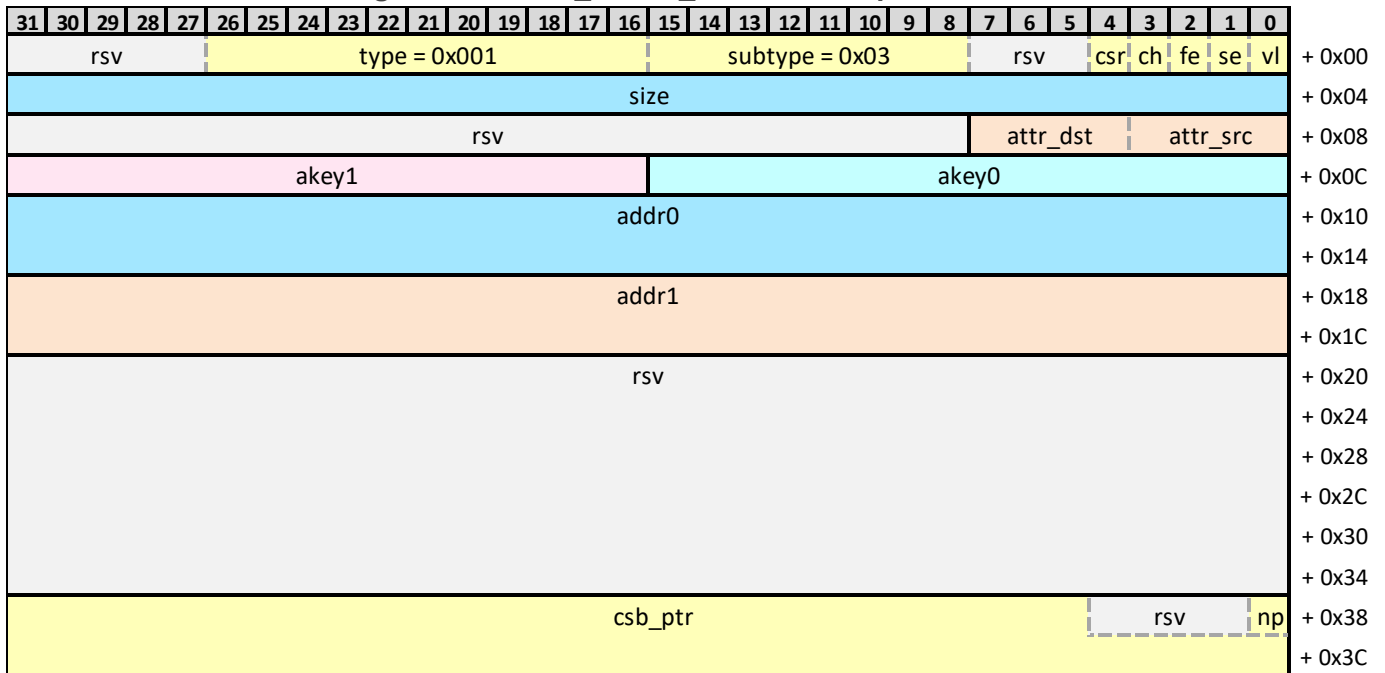 31 30 29 28 27 26 25 24 23 22 21 20 19 18 17 16 15 14 13 12 11 10 9 8 7 6 5 4 3 2 1 0
rsv type = 0x001 subtype = 0x03 rsv csr ch fe se vl + 0x00
size + 0x04
rsv attr_dst attr_src + 0x08
akey1 akey0 + 0x0C
addr0 + 0x10
+ 0x14
addr1 + 0x18
+ 0x1C
rsv + 0x20
+ 0x24
+ 0x28
+ 0x2C
+ 0x30
+ 0x34
csb_ptr rsv np + 0x38
+ 0x3C